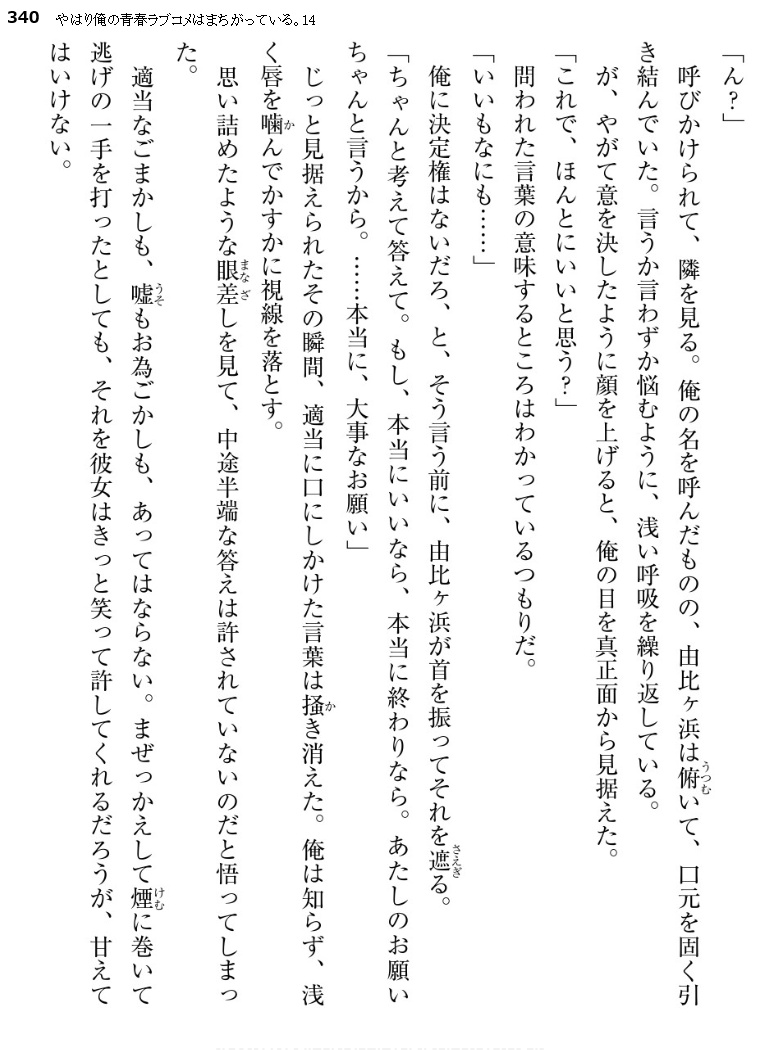 340 やはり俺の青春ラブコメはまちがっている。14
「ん？」
　呼びかけられて、隣を見る。俺の名を呼んだものの、由比ヶ浜は俯いて、口元を固く引
き結んでいた。言うか言わずか悩むように、浅い呼吸を繰り返している。
　が、やがて意を決したように顔を上げると、俺の目を真正面から見据えた。
「これで、ほんとにいいと思う？」
　問われた言葉の意味するところはわかっているつもりだ。
「いいもなにも……」
　俺に決定権はないだろ、と、そう言う前に、由比ヶ浜が首を振ってそれを遮る。
「ちゃんと考えて答えて。もし、本当にいいなら、本当に終わりなら。あたしのお願い
ちゃんと言うから。……本当に、大事なお願い」
　じっと見据えられたその瞬間、適当に口にしかけた言葉は掻き消えた。俺は知らず、浅
く唇を噛んでかすかに視線を落とす。
　思い詰めたような眼差しを見て、中途半端な答えは許されていないのだと悟ってしまっ
た。
　適当なごまかしも、嘘もお為ごかしも、あってはならない。まぜっかえして煙に巻いて
逃げの一手を打ったとしても、それを彼女はきっと笑って許してくれるだろうが、甘えて
はいけない。